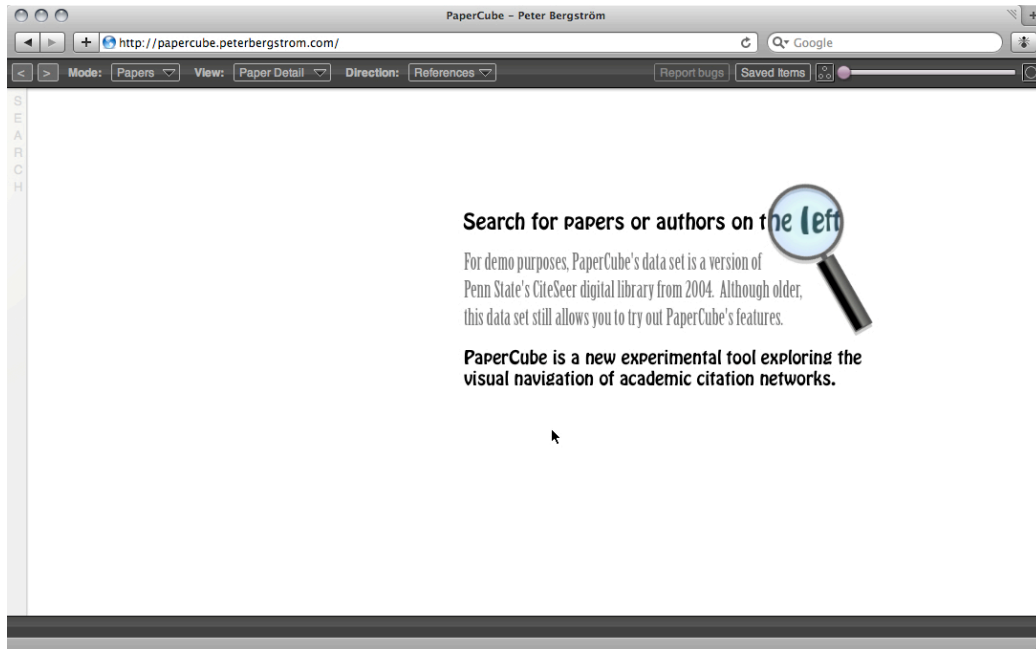 PaperCube – Peter Bergström
http://papercube.peterbergstrom.com/
Google
< > Mode: Papers View: Paper Detail Direction: References Report bugs Saved Items
S
E
A
R
C
H
Search for papers or authors on the left
For demo purposes, PaperCube's data set is a version of
Penn State's CiteSeer digital library from 2004. Although older,
this data set still allows you to try out PaperCube's features.
PaperCube is a new experimental tool exploring the
visual navigation of academic citation networks.